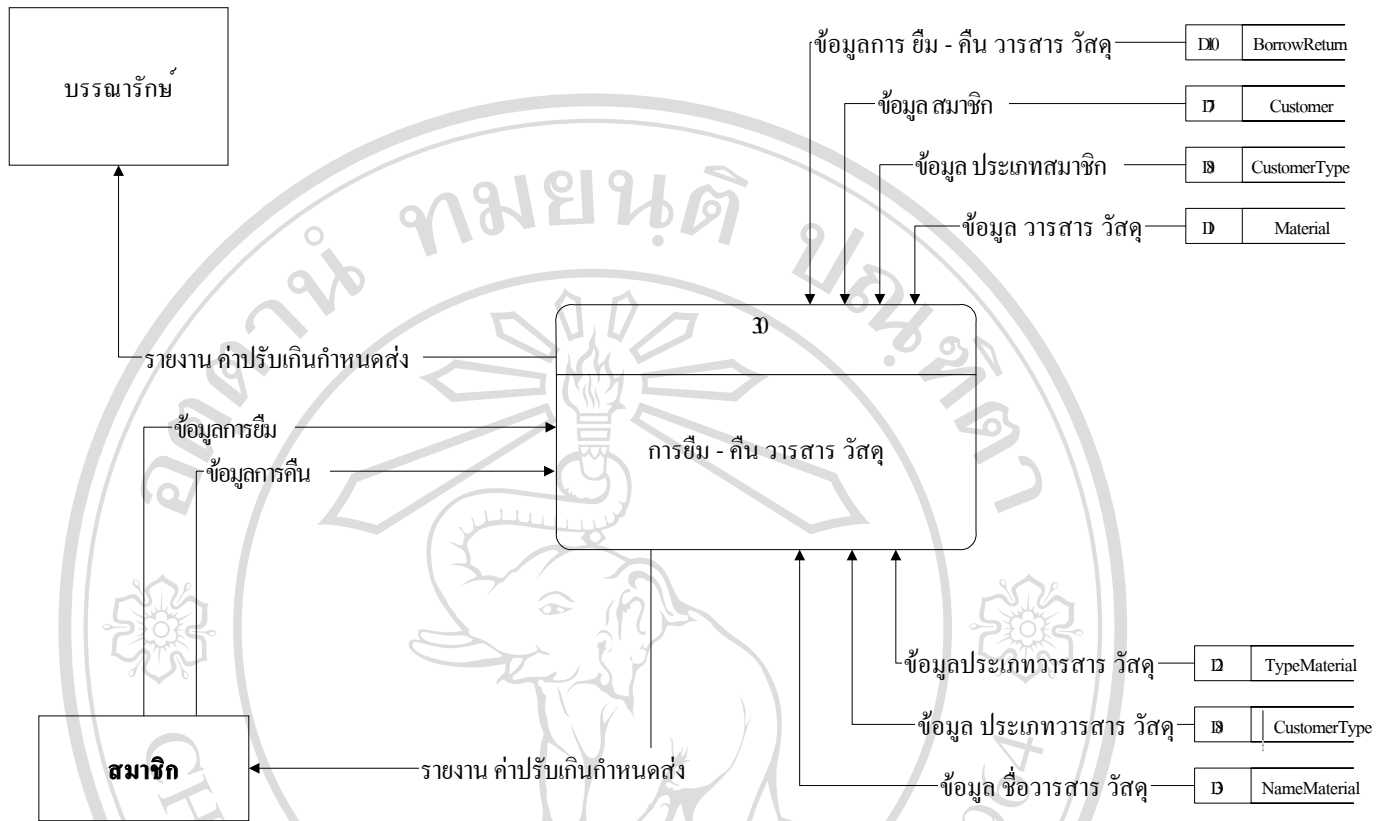 บรรณารักษ์
ข้อมูลการ ยืม - คืน วารสาร วัสดุ
D10 BorrowReturn
ข้อมูล สมาชิก
Customer
ข้อมูล ประเภทสมาชิก
CustomerType
ข้อมูล วารสาร วัสดุ
D1 Material
3.0
รายงาน ค่าปรับเกินกำหนดส่ง
ข้อมูลการยืม
ข้อมูลการคืน
การยืม - คืน วารสาร วัสดุ
ข้อมูลประเภทวารสาร วัสดุ
D2 TypeMaterial
ข้อมูล ประเภทวารสาร วัสดุ
CustomerType
ข้อมูล ชื่อวารสาร วัสดุ
D3 NameMaterial
สมาชิก
รายงาน ค่าปรับเกินกำหนดส่ง
1964